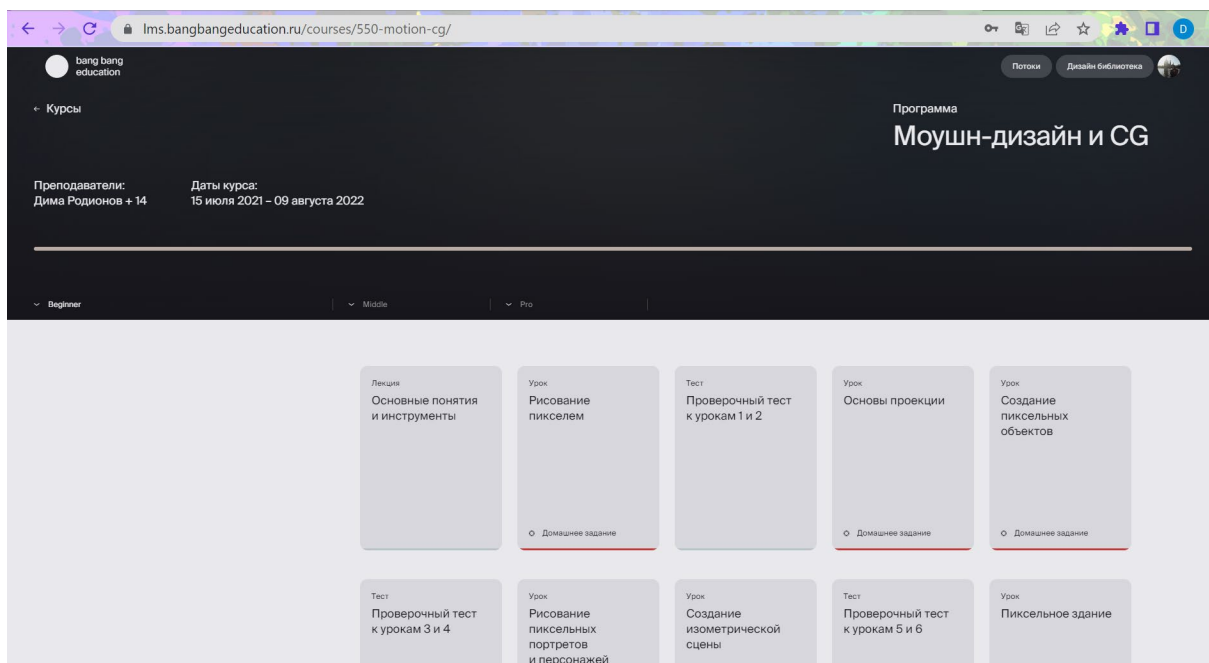 lms.bangbangeducation.ru/courses/550-motion-cg/
D
bang bang
education
Потоки
Дизайн библиотека
← Курсы
Программа
Моушн-дизайн и CG
Преподаватели:
Дима Родионов + 14
Даты курса:
15 июля 2021 – 09 августа 2022
Beginner
Middle
Pro
Лекция
Основные понятия
и инструменты
Урок
Рисование
пикселем
Домашнее задание
Тест
Проверочный тест
к урокам 1 и 2
Урок
Основы проекции
Домашнее задание
Урок
Создание
пиксельных
объектов
Домашнее задание
Тест
Проверочный тест
к урокам 3 и 4
Урок
Рисование
пиксельных
портретов
и персонажей
Урок
Создание
изометрической
сцены
Тест
Проверочный тест
к урокам 5 и 6
Урок
Пиксельное здание